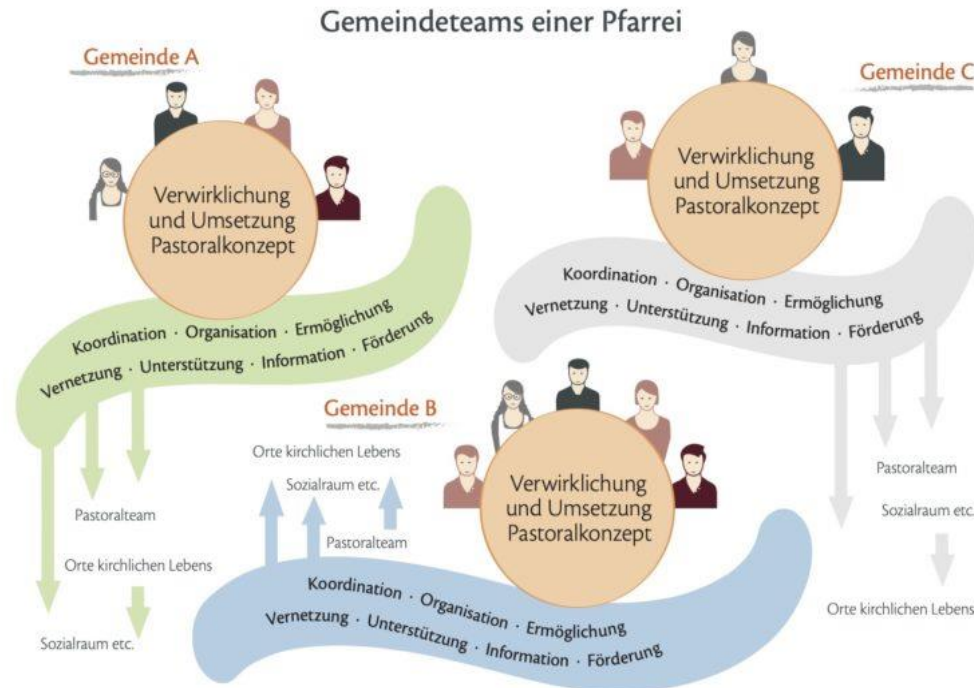 Gemeindeteams einer Pfarrei
Gemeinde A
Verwirklichung
und Umsetzung
Pastoralkonzept
Koordination · Organisation · Ermöglichung
Vernetzung · Unterstützung · Information · Förderung
Pastoralteam
Orte kirchlichen Lebens
Sozialraum etc.
Gemeinde B
Verwirklichung
und Umsetzung
Pastoralkonzept
Orte kirchlichen Lebens
Sozialraum etc.
Pastoralteam
Koordination · Organisation · Ermöglichung
Vernetzung · Unterstützung · Information · Förderung
Gemeinde C
Verwirklichung
und Umsetzung
Pastoralkonzept
Koordination · Organisation · Ermöglichung
Vernetzung · Unterstützung · Information · Förderung
Pastoralteam
Sozialraum etc.
Orte kirchlichen Lebens